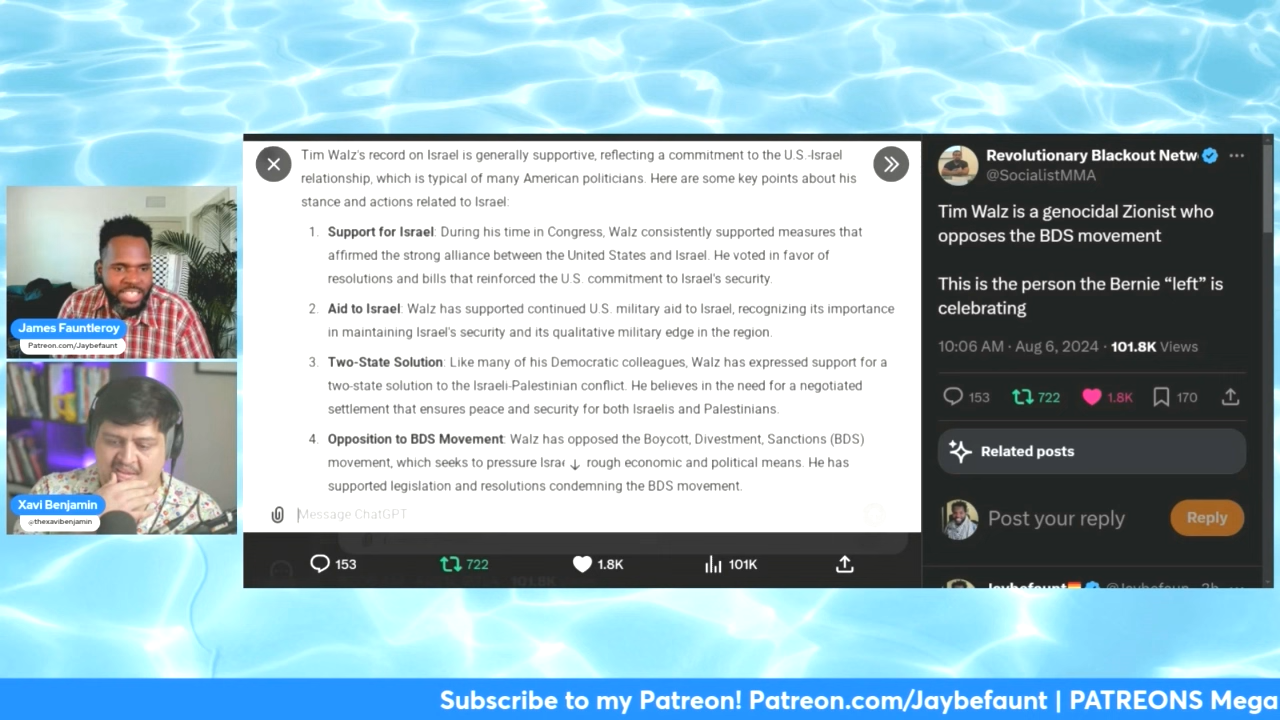 James Fauntleroy
Patreon.com/Jaybefaunt
Xavi Benjamin
@thexavibenjamin
Tim Walz's record on Israel is generally supportive, reflecting a commitment to the U.S.-Israel
relationship, which is typical of many American politicians. Here are some key points about his
stance and actions related to Israel:
1. Support for Israel: During his time in Congress, Walz consistently supported measures that
affirmed the strong alliance between the United States and Israel. He voted in favor of
resolutions and bills that reinforced the U.S. commitment to Israel's security.
2. Aid to Israel: Walz has supported continued U.S. military aid to Israel, recognizing its importance
in maintaining Israel's security and its qualitative military edge in the region.
3. Two-State Solution: Like many of his Democratic colleagues, Walz has expressed support for a
two-state solution to the Israeli-Palestinian conflict. He believes in the need for a negotiated
settlement that ensures peace and security for both Israelis and Palestinians.
4. Opposition to BDS Movement: Walz has opposed the Boycott, Divestment, Sanctions (BDS)
movement, which seeks to pressure Israe rough economic and political means. He has
supported legislation and resolutions condemning the BDS movement.
Message ChatGPT
153 722 1.8K 101K
Revolutionary Blackout Netw
@SocialistMMA
Tim Walz is a genocidal Zionist who
opposes the BDS movement
This is the person the Bernie “left” is
celebrating
10:06 AM · Aug 6, 2024 · 101.8K Views
153 722 1.8K 170
Related posts
Post your reply Reply
Jaybefaunt @Jaybefaun
Subscribe to my Patreon! Patreon.com/Jaybefaunt | PATREONS Mega